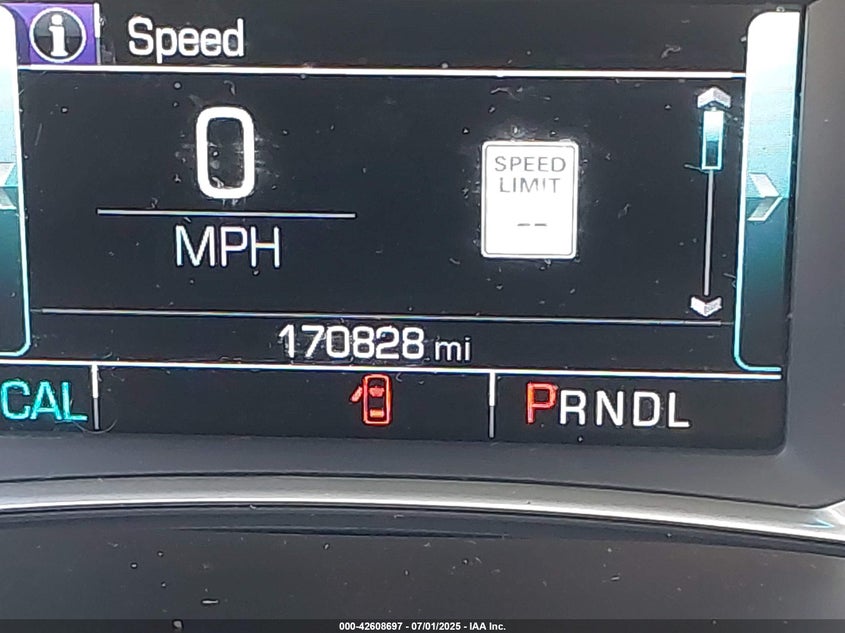 Speed
0
MPH
SPEED
LIMIT
--
170828 mi
CAL
PRNDL
000-42608697 - 07/01/2025 - IAA Inc.